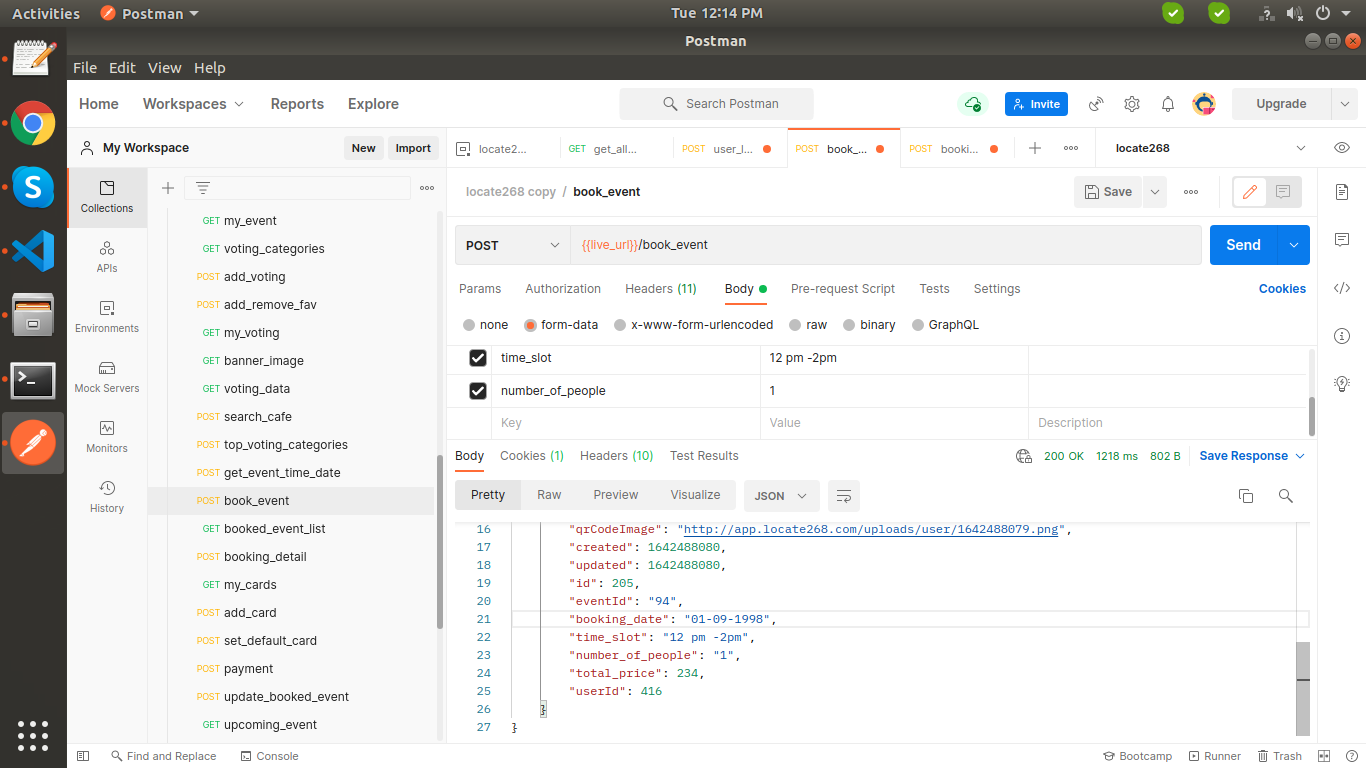 Activities Postman Tue 12:14 PM
Postman
File Edit View Help
Home Workspaces Reports Explore Search Postman Invite Upgrade
My Workspace New Import
locate2... GET get_all... POST user_l... POST book_... POST booki... locate268
Collections
APIs
Environments
Mock Servers
Monitors
History
GET my_event
GET voting_categories
POST add_voting
POST add_remove_fav
GET my_voting
GET banner_image
GET voting_data
POST search_cafe
POST top_voting_categories
POST get_event_time_date
POST book_event
GET booked_event_list
POST booking_detail
GET my_cards
POST add_card
POST set_default_card
POST payment
POST update_booked_event
GET upcoming_event
locate268 copy / book_event Save
POST {{live_url}}/book_event Send
Params Authorization Headers (11) Body Pre-request Script Tests Settings Cookies
none form-data x-www-form-urlencoded raw binary GraphQL
time_slot 12 pm -2pm
number_of_people 1
Key Value Description
Body Cookies (1) Headers (10) Test Results 200 OK 1218 ms 802 B Save Response
Pretty Raw Preview Visualize JSON
16 "qrCodeImage": "http://app.locate268.com/uploads/user/1642488079.png",
17 "created": 1642488080,
18 "updated": 1642488080,
19 "id": 205,
20 "eventId": "94",
21 "booking_date": "01-09-1998",
22 "time_slot": "12 pm -2pm",
23 "number_of_people": "1",
24 "total_price": 234,
25 "userId": 416
26 }
27 }
Find and Replace Console Bootcamp Runner Trash